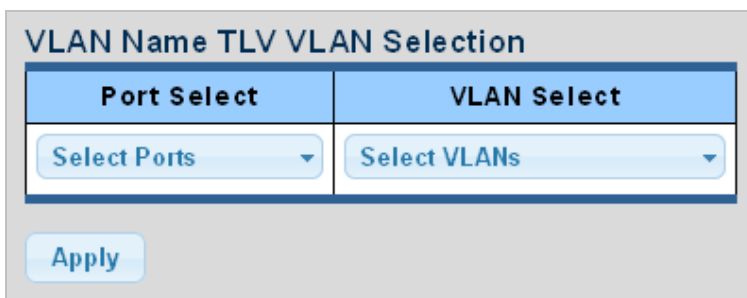 VLAN Name TLV VLAN Selection
Port Select VLAN Select
Select Ports Select VLANs
Apply